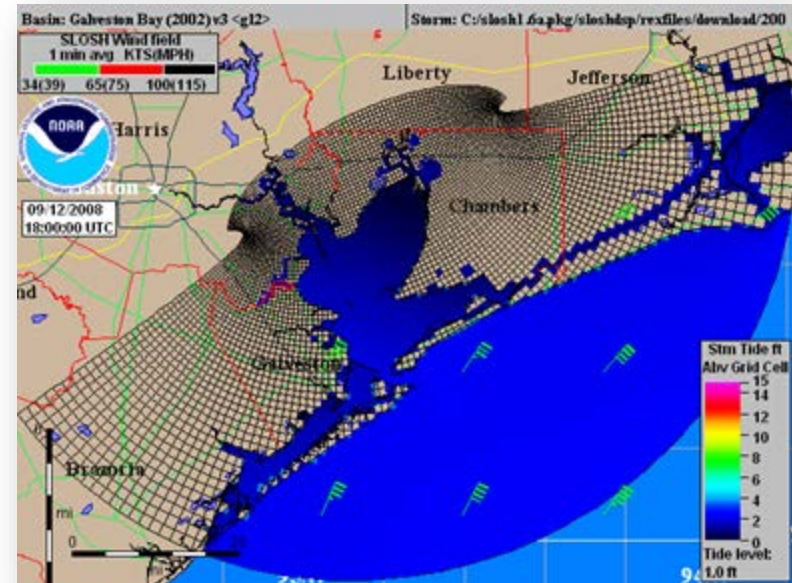 Basin: Galveston Bay (2002) v3 <gl2>
Storm: C:/slosh1.6a.pkg/sloshdsp/rexfiles/download/200
SLOSH Wind field
1 min avg KTS(MPH)
34(39) 65(75) 100(115)
Liberty
Jefferson
Harris
NOAA
Chambers
09/12/2008
18:00:00 UTC
nd
Galveston
Brazoria
mi
0
mi
Stm Tide ft
Abv Grid Cell
15
14
12
10
8
6
4
2
0
Tide level:
1.0 ft